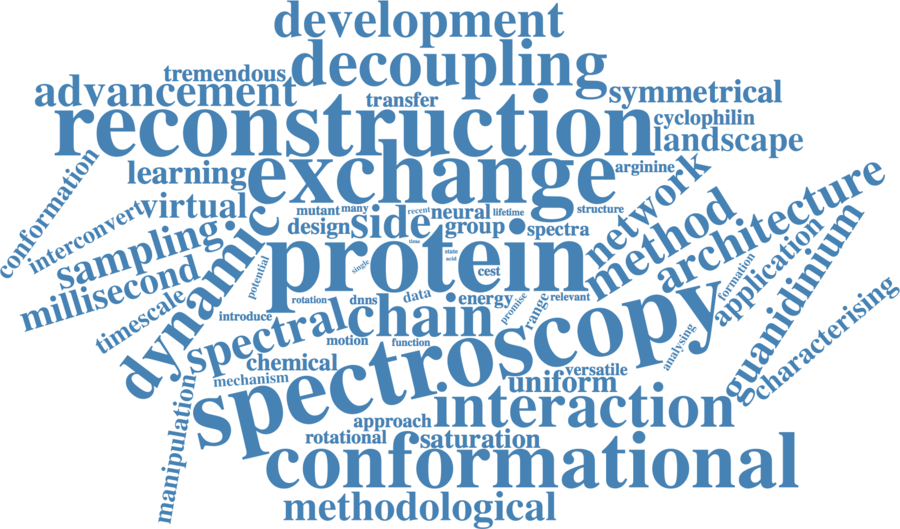 development
decoupling
tremendous
advancement
transfer
symmetrical
reconstruction
cyclophilin
landscape
exchange
learning
arginine
conformation
network
virtual
interconvert
mutant
many
recent
neural
lifetime
structure
side
design
group
spectra
method
architecture
sampling
dynamic
protein
time
state
acid
single
cest
potential
millisecond
application
formation
guanidinium
rotation
dnns
data
energy
promise
range
relevant
timescale
introduce
chain
spectral
motion
function
spectroscopy
analysing
characterising
chemical
mechanism
versatile
uniform
manipulation
interaction
approach
rotational
saturation
conformational
methodological